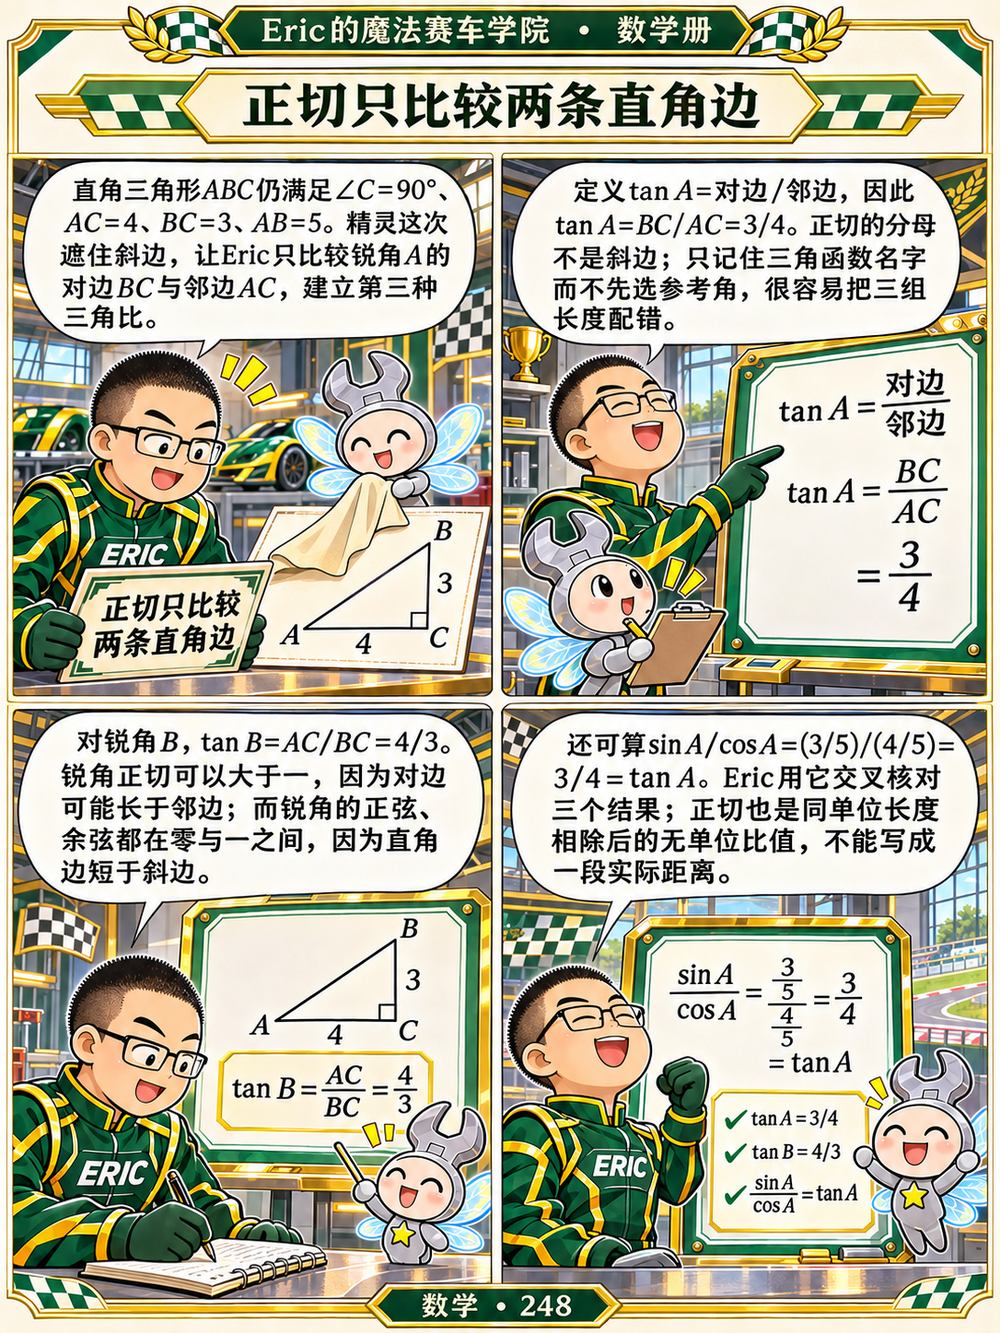 Eric的魔法赛车学院 • 数学册
正切只比较两条直角边
直角三角形ABC仍满足∠C=90°、
AC=4、BC=3、AB=5。精灵这次
遮住斜边，让Eric只比较锐角A的
对边BC与邻边AC，建立第三种
三角比。
ERIC
正切只比较
两条直角边
B
3
A
4
C
定义tan A=对边/邻边，因此
tan A=BC/AC=3/4。正切的分母
不是斜边；只记住三角函数名字
而不先选参考角，很容易把三组
长度配错。
tan A = 对边/邻边
tan A = BC/AC
= 3/4
对锐角B，tan B=AC/BC=4/3。
锐角正切可以大于一，因为对边
可能长于邻边；而锐角的正弦、
余弦都在零与一之间，因为直角
边短于斜边。
B
3
A
4
C
tan B = AC/BC = 4/3
ERIC
还可算sin A/cos A=(3/5)/(4/5)=
3/4=tan A。Eric用它交叉核对
三个结果；正切也是同单位长度
相除后的无单位比值，不能写成
一段实际距离。
sin A/cos A = 3/5/4/5 = 3/4
= tan A
✓ tan A = 3/4
✓ tan B = 4/3
✓ sin A/cos A = tan A
ERIC
数学 • 248